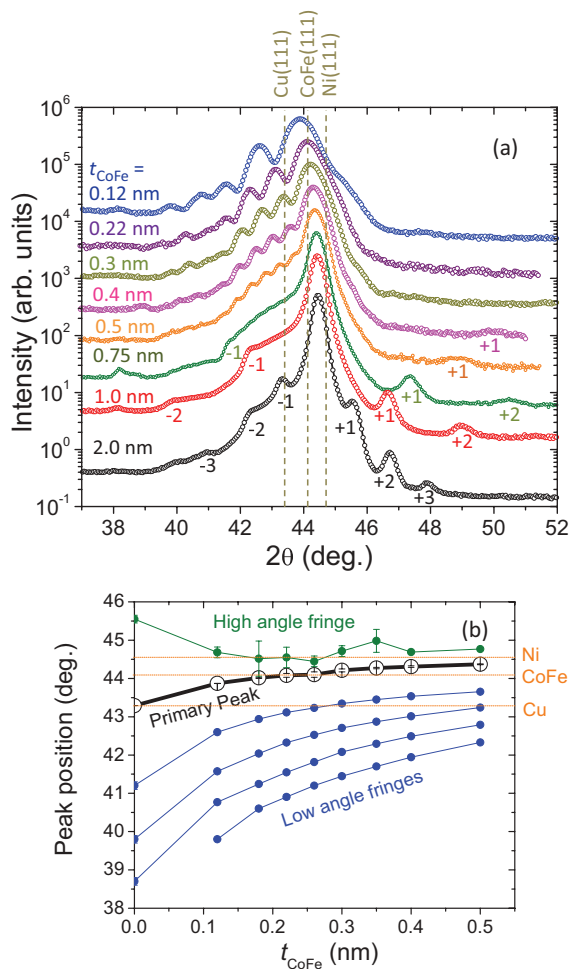 Cu(111)
CoFe(111)
Ni(111)
(a)
Intensity (arb. units)
10^6
10^5
10^4
10^3
10^2
10^1
10^0
10^-1
t_CoFe =
0.12 nm
0.22 nm
0.3 nm
0.4 nm
0.5 nm
0.75 nm
1.0 nm
2.0 nm
+1
+1
-1
+1
+2
-2
-1
+1
+2
-3
-2
-1
+1
+2
+3
38 40 42 44 46 48 50 52
2θ (deg.)
(b)
Peak position (deg.)
46
45
44
43
42
41
40
39
38
High angle fringe
Primary Peak
Low angle fringes
Ni
CoFe
Cu
0.0 0.1 0.2 0.3 0.4 0.5
t_CoFe (nm)